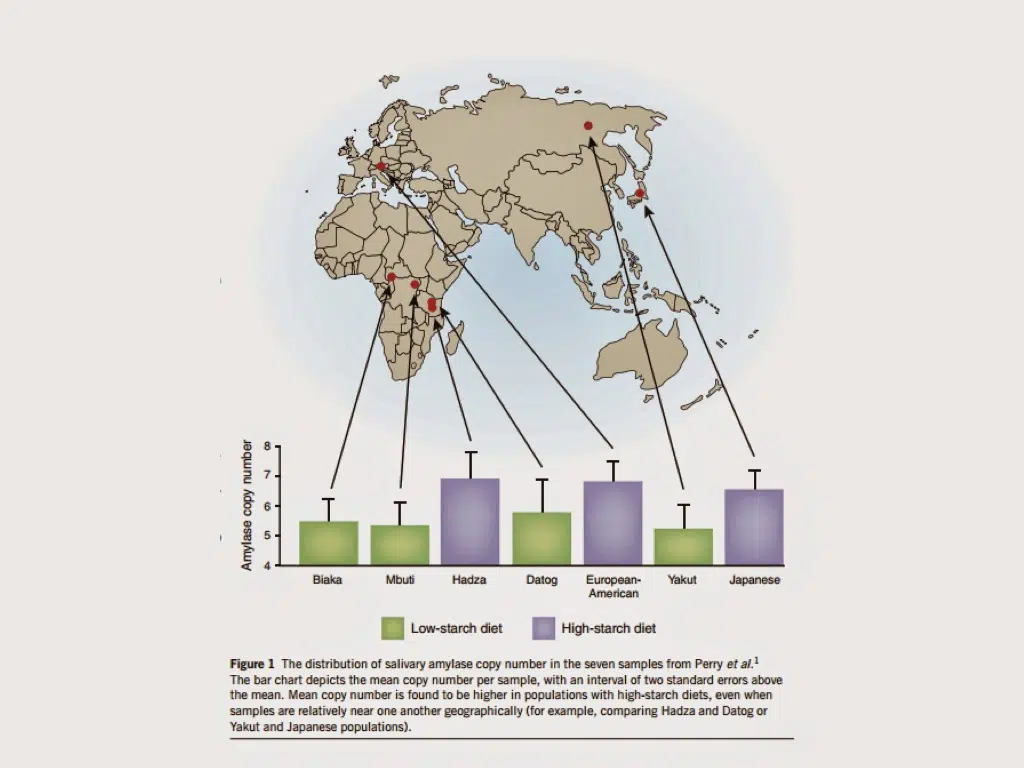 8
7
6
5
4
Amylase copy number
Biaka
Mbuti
Hadza
Datog
European-
American
Yakut
Japanese
Low-starch diet
High-starch diet
Figure 1 The distribution of salivary amylase copy number in the seven samples from Perry et al.1
The bar chart depicts the mean copy number per sample, with an interval of two standard errors above
the mean. Mean copy number is found to be higher in populations with high-starch diets, even when
samples are relatively near one another geographically (for example, comparing Hadza and Datog or
Yakut and Japanese populations).